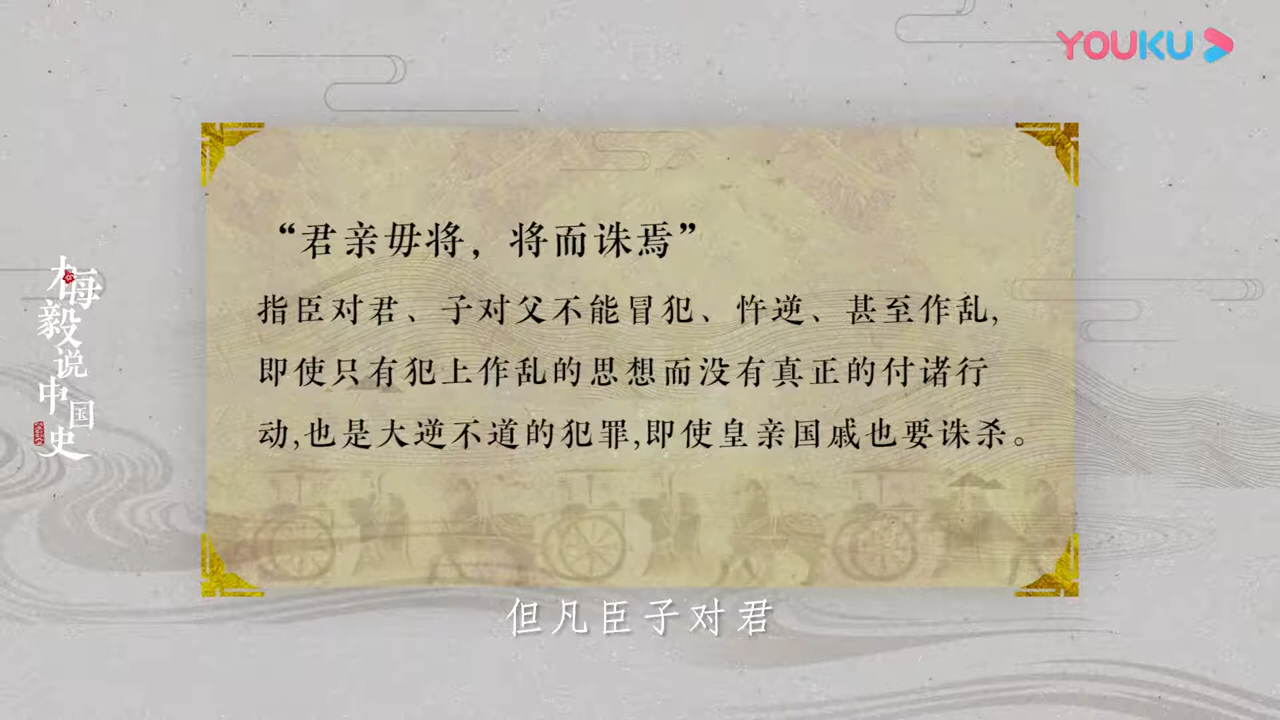 YOUKU
“君亲毋将，将而诛焉”
指臣对君、子对父不能冒犯、忤逆、甚至作乱,
即使只有犯上作乱的思想而没有真正的付诸行
动,也是大逆不道的犯罪,即使皇亲国戚也要诛杀。
梅毅说中国史
但凡臣子对君